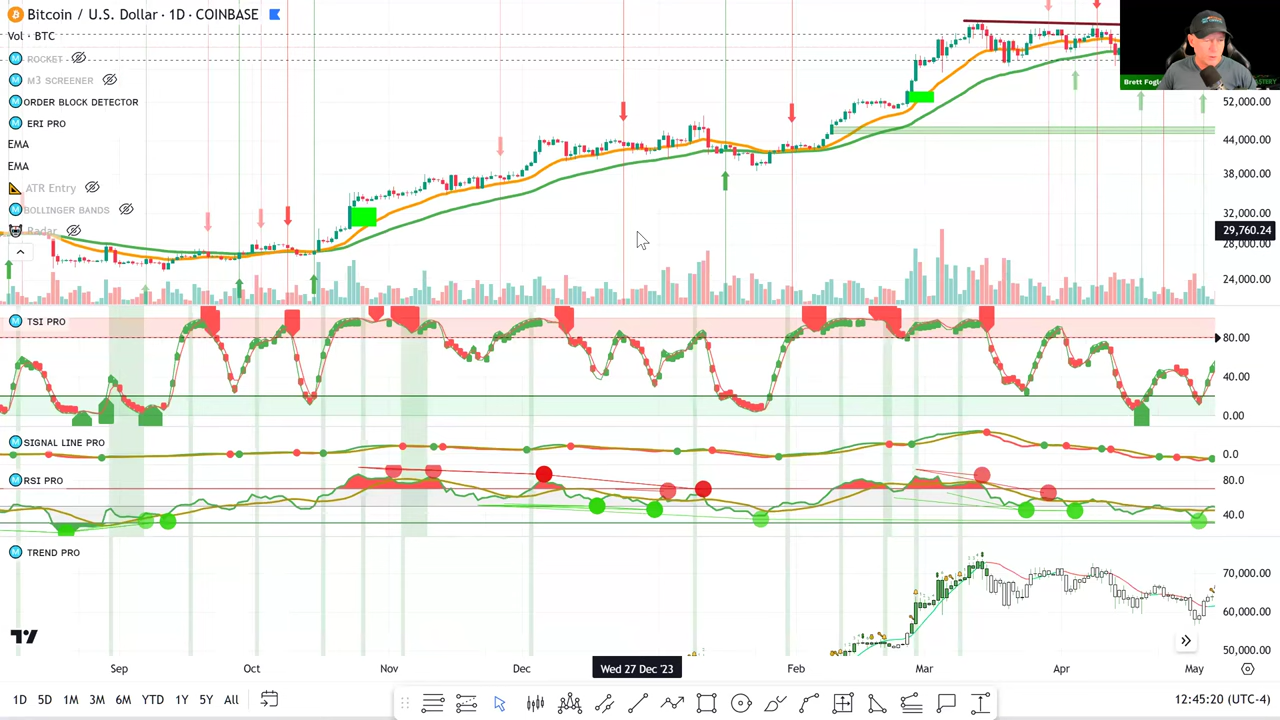 Bitcoin / U.S. Dollar · 1D · COINBASE
Vol · BTC
ROCKET
M3 SCREENER
ORDER BLOCK DETECTOR
ERI PRO
EMA
EMA
ATR Entry
BOLLINGER BANDS
Radar
Brett Fogle
52,000.00
44,000.00
38,000.00
32,000.00
29,760.24
28,000.00
24,000.00
TSI PRO
80.00
40.00
0.00
SIGNAL LINE PRO
0.0
RSI PRO
80.0
40.0
TREND PRO
70,000.00
60,000.00
50,000.00
Sep Oct Nov Dec Wed 27 Dec '23 Feb Mar Apr May
1D 5D 1M 3M 6M YTD 1Y 5Y All
12:45:20 (UTC-4)